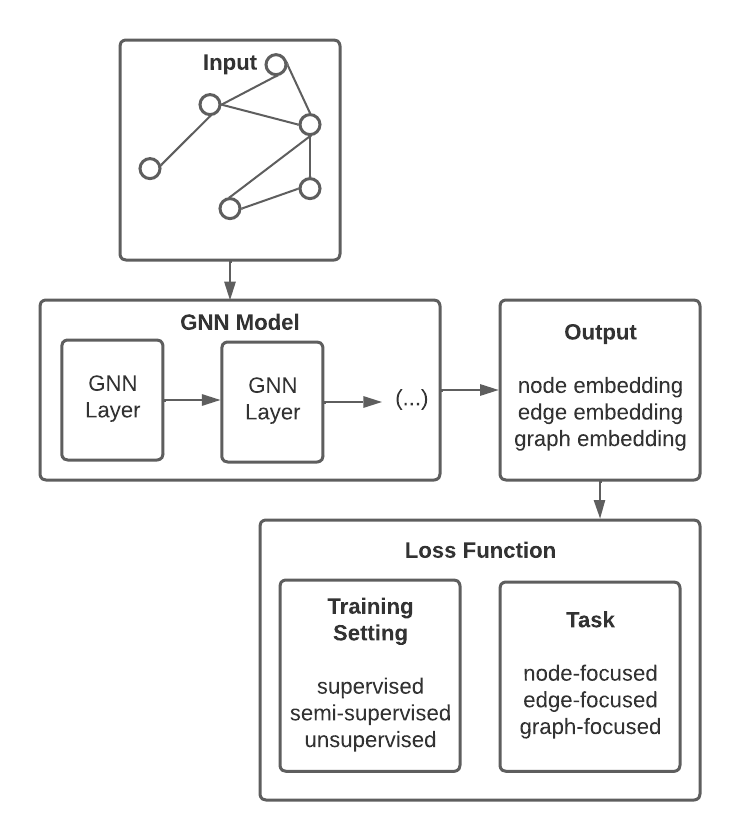 Input
GNN Model
GNN
Layer
GNN
Layer
(...)
Output
node embedding
edge embedding
graph embedding
Loss Function
Training
Setting
supervised
semi-supervised
unsupervised
Task
node-focused
edge-focused
graph-focused